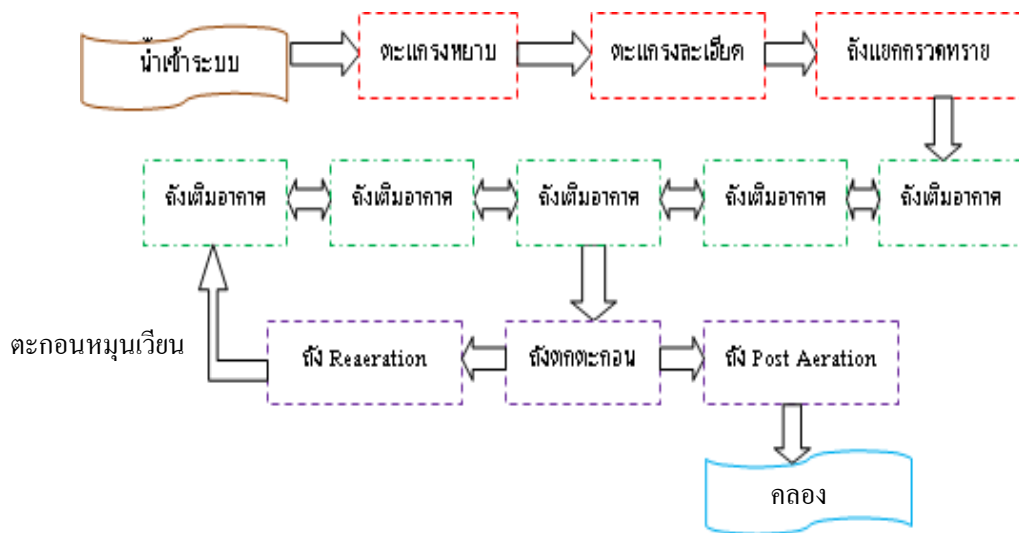 น้ำเข้าระบบ
ตะแกรงหยาบ
ตะแกรงละเอียด
ถังแยกกรวดทราย
ถังเติมอากาศ
ถังเติมอากาศ
ถังเติมอากาศ
ถังเติมอากาศ
ถังเติมอากาศ
ตะกอนหมุนเวียน
ถัง Reaeration
ถังตกตะกอน
ถัง Post Aeration
คลอง